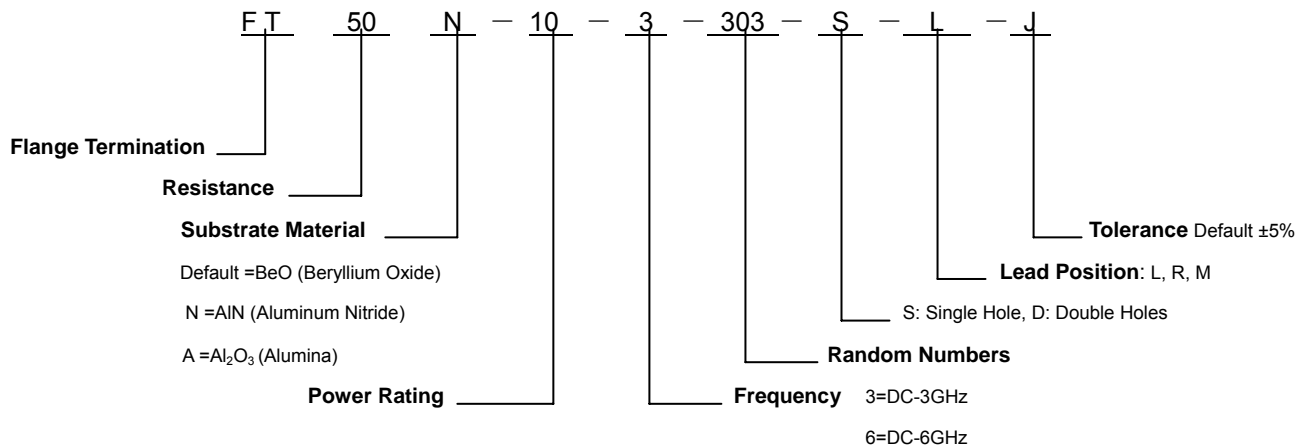 FT 50 N — 10 — 3 — 303 — S — L — J
Flange Termination
Resistance
Substrate Material
Tolerance Default ±5%
Default =BeO (Beryllium Oxide)
Lead Position: L, R, M
N =AlN (Aluminum Nitride)
S: Single Hole, D: Double Holes
A =Al₂O₃ (Alumina)
Random Numbers
Power Rating
Frequency 3=DC-3GHz
6=DC-6GHz